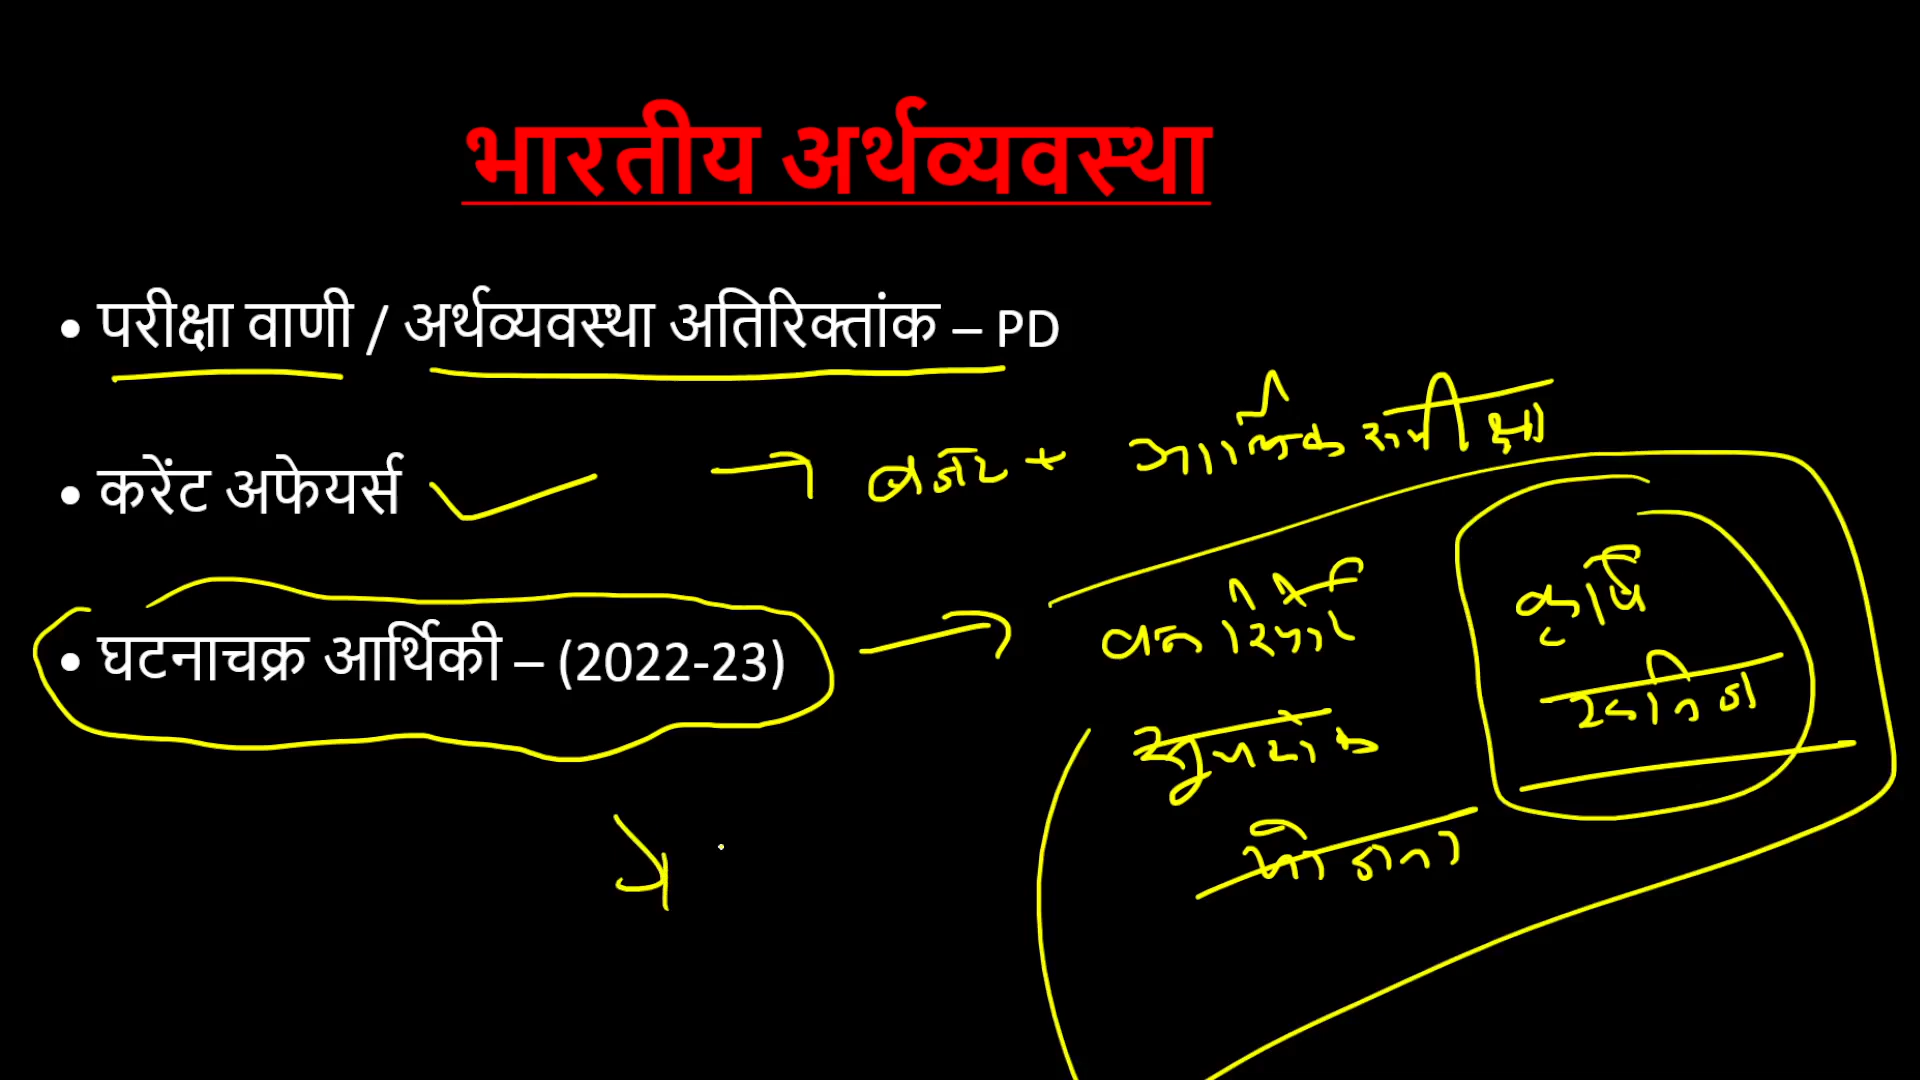 भारतीय अर्थव्यवस्था
• परीक्षा वाणी / अर्थव्यवस्था अतिरिक्तांक – PD
• करेंट अफेयर्स
बजट + आर्थिक समीक्षा
• घटनाचक्र आर्थिकी – (2022-23)
कृषि
सूचकांक
खनिज
योजना